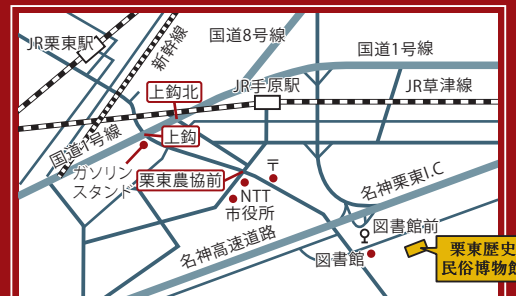 JR栗東駅
新幹線
国道8号線
国道1号線
上鈎北
JR手原駅
JR草津線
国道1号線
上鈎
ガソリン
スタンド
栗東農協前
〒
NTT
市役所
名神栗東I.C
名神高速道路
図書館前
図書館
栗東歴史
民俗博物館